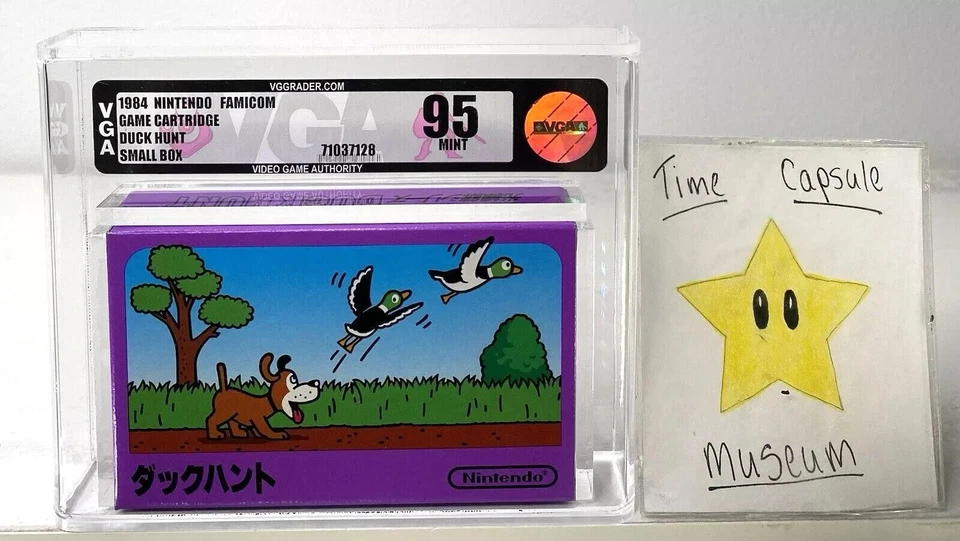 VGGRADER.COM
VGA
1984 NINTENDO FAMICOM
GAME CARTRIDGE
DUCK HUNT
SMALL BOX
71037128
95
MINT
VGA
VIDEO GAME AUTHORITY
ダックハント
Nintendo®
Time Capsule
Museum